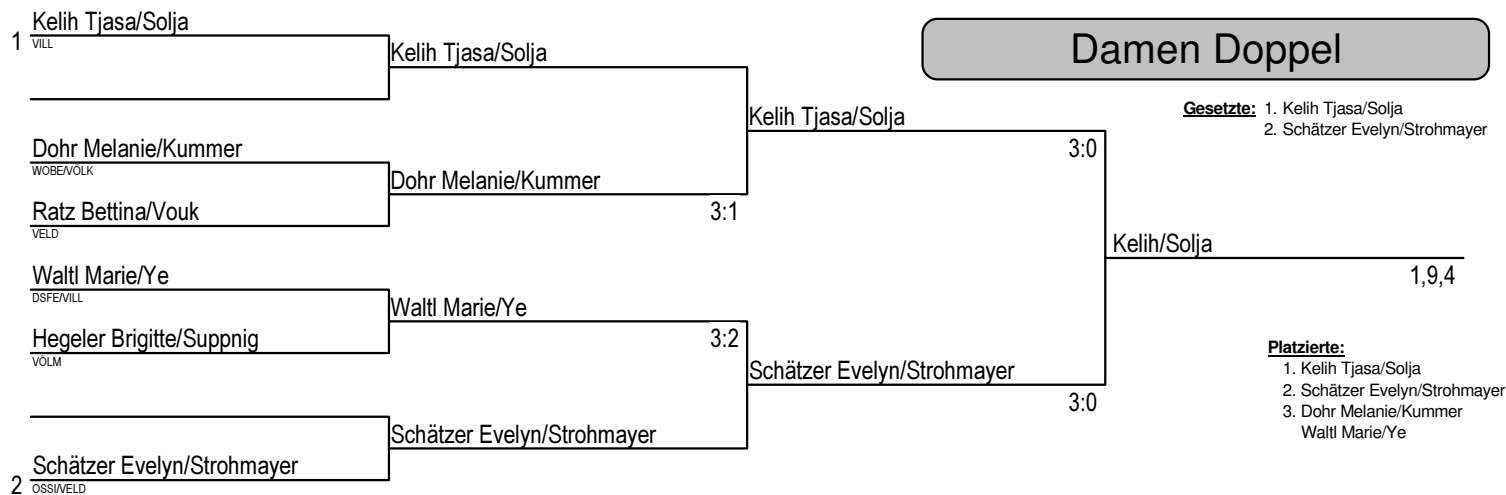 Damen Doppel
Gesetzte: 1. Kelih Tjasa/Solja
2. Schätzer Evelyn/Strohmayer
Kelih Tjasa/Solja
1 VILL
Kelih Tjasa/Solja
Kelih Tjasa/Solja
3:0
Dohr Melanie/Kummer
WOBE/VÖLK
Dohr Melanie/Kummer
3:1
Ratz Bettina/Vouk
VELD
Kelih/Solja
1,9,4
Waltl Marie/Ye
DSFE/VILL
Waltl Marie/Ye
3:2
Hegeler Brigitte/Suppnig
VÖLM
Schätzer Evelyn/Strohmayer
3:0
Schätzer Evelyn/Strohmayer
Schätzer Evelyn/Strohmayer
2 OSSI/VELD
Platzierte:
1. Kelih Tjasa/Solja
2. Schätzer Evelyn/Strohmayer
3. Dohr Melanie/Kummer
Waltl Marie/Ye